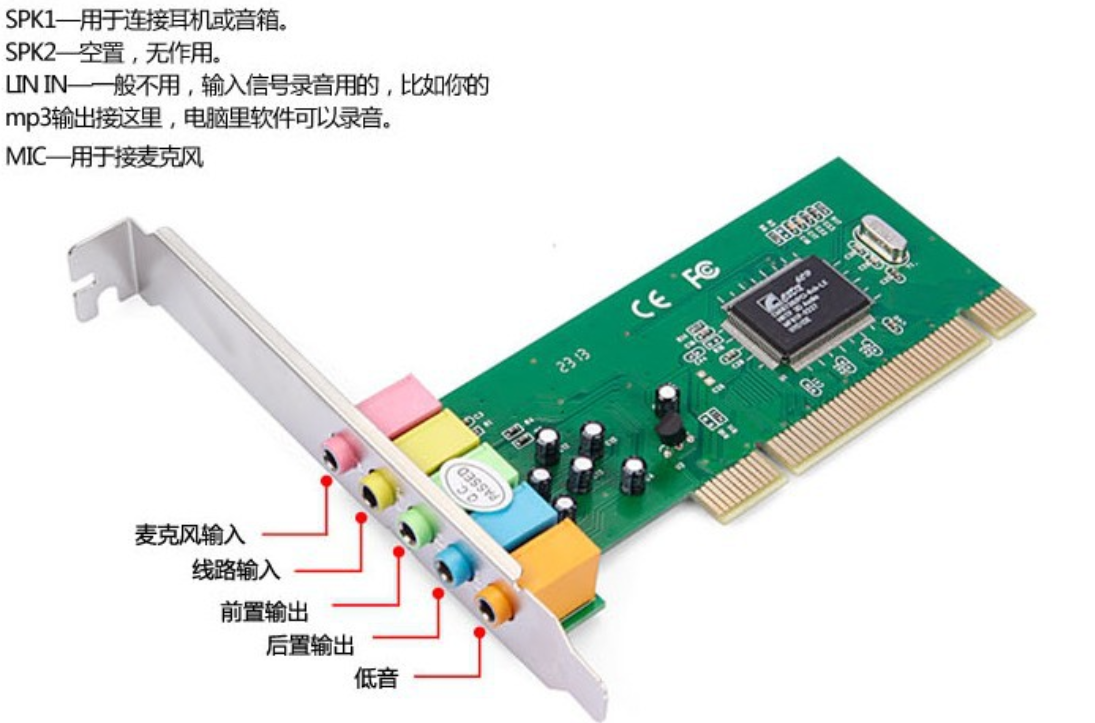 SPK1—用于连接耳机或音箱。
SPK2—空置，无作用。
LIN IN—一般不用，输入信号录音用的，比如你的
mp3输出接这里，电脑里软件可以录音。
MIC—用于接麦克风
CE FC
2313
Q.C.
PASSED
麦克风输入
线路输入
前置输出
后置输出
低音